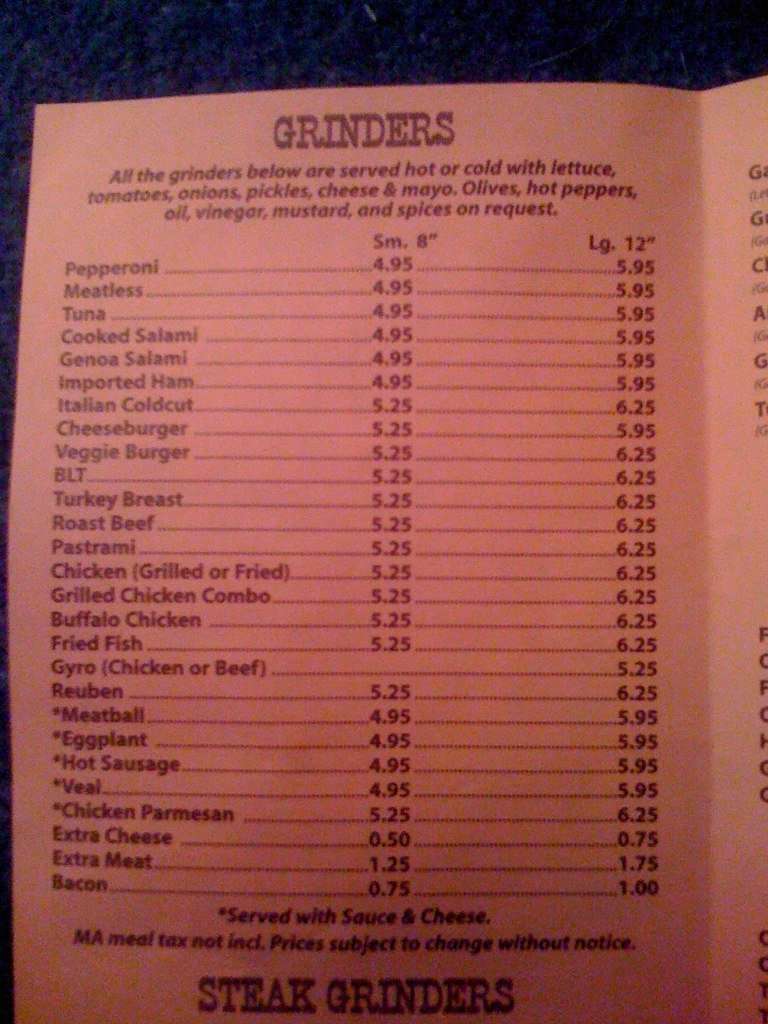 GRINDERS
All the grinders below are served hot or cold with lettuce,
tomatoes, onions, pickles, cheese & mayo. Olives, hot peppers,
oil, vinegar, mustard, and spices on request.
Sm. 8" Lg. 12"
Pepperoni 4.95 5.95
Meatless 4.95 5.95
Tuna 4.95 5.95
Cooked Salami 4.95 5.95
Genoa Salami 4.95 5.95
Imported Ham 4.95 5.95
Italian Coldcut 5.25 6.25
Cheeseburger 5.25 5.95
Veggie Burger 5.25 6.25
BLT 5.25 6.25
Turkey Breast 5.25 6.25
Roast Beef 5.25 6.25
Pastrami 5.25 6.25
Chicken (Grilled or Fried) 5.25 6.25
Grilled Chicken Combo 5.25 6.25
Buffalo Chicken 5.25 6.25
Fried Fish 5.25 6.25
Gyro (Chicken or Beef) 5.25
Reuben 5.25 6.25
*Meatball 4.95 5.95
*Eggplant 4.95 5.95
*Hot Sausage 4.95 5.95
*Veal 4.95 5.95
*Chicken Parmesan 5.25 6.25
Extra Cheese 0.50 0.75
Extra Meat 1.25 1.75
Bacon 0.75 1.00
*Served with Sauce & Cheese.
MA meal tax not incl. Prices subject to change without notice.
STEAK GRINDERS